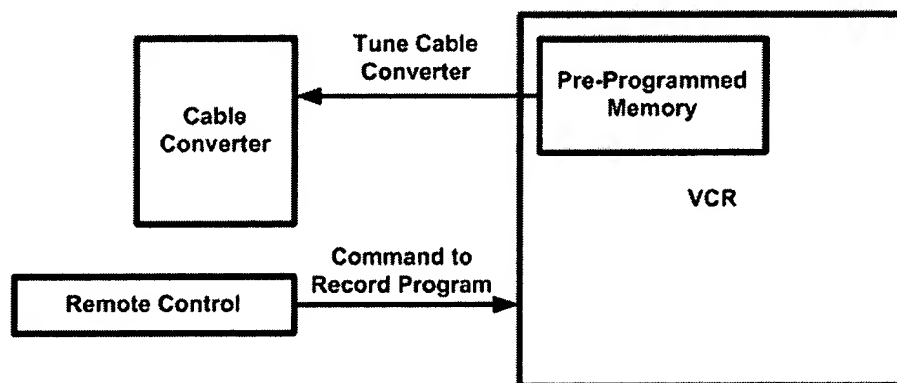 Tune Cable
Converter
Pre-Programmed
Memory
Cable
Converter
VCR
Command to
Record Program
Remote Control